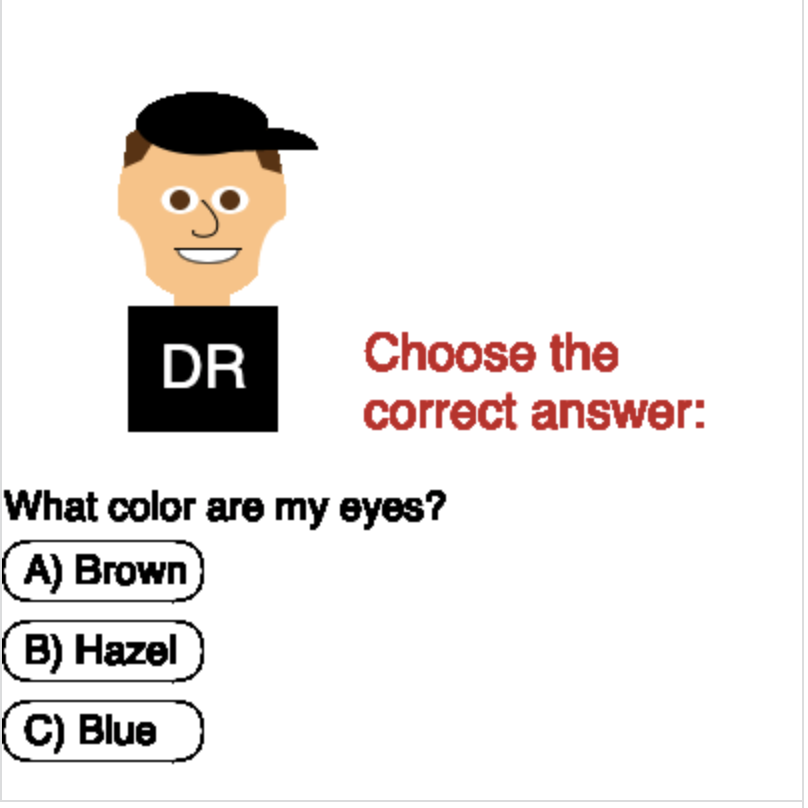 DR
Choose the
correct answer:
What color are my eyes?
A) Brown
B) Hazel
C) Blue